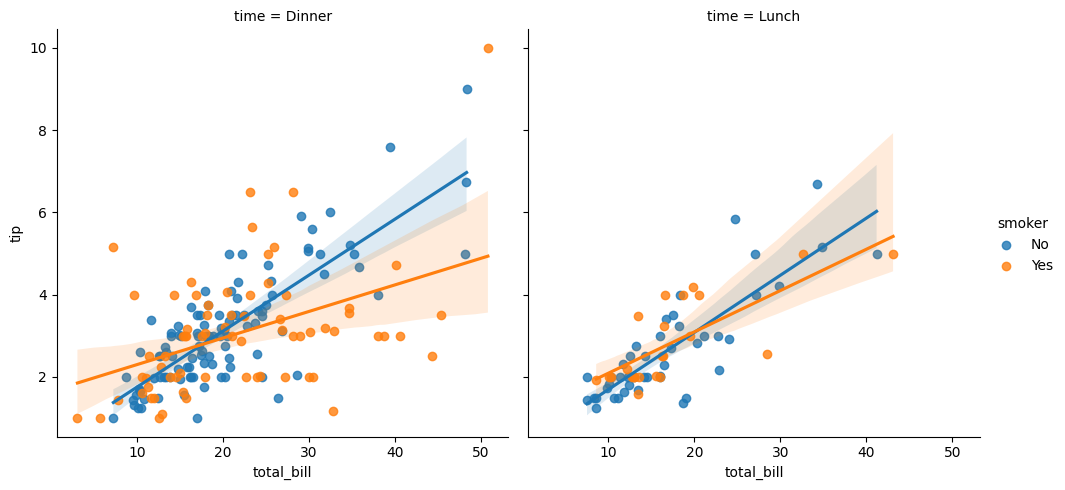 time = Dinner
time = Lunch
10
8
6
4
2
tip
10 20 30 40 50
10 20 30 40 50
total_bill
total_bill
smoker
No
Yes